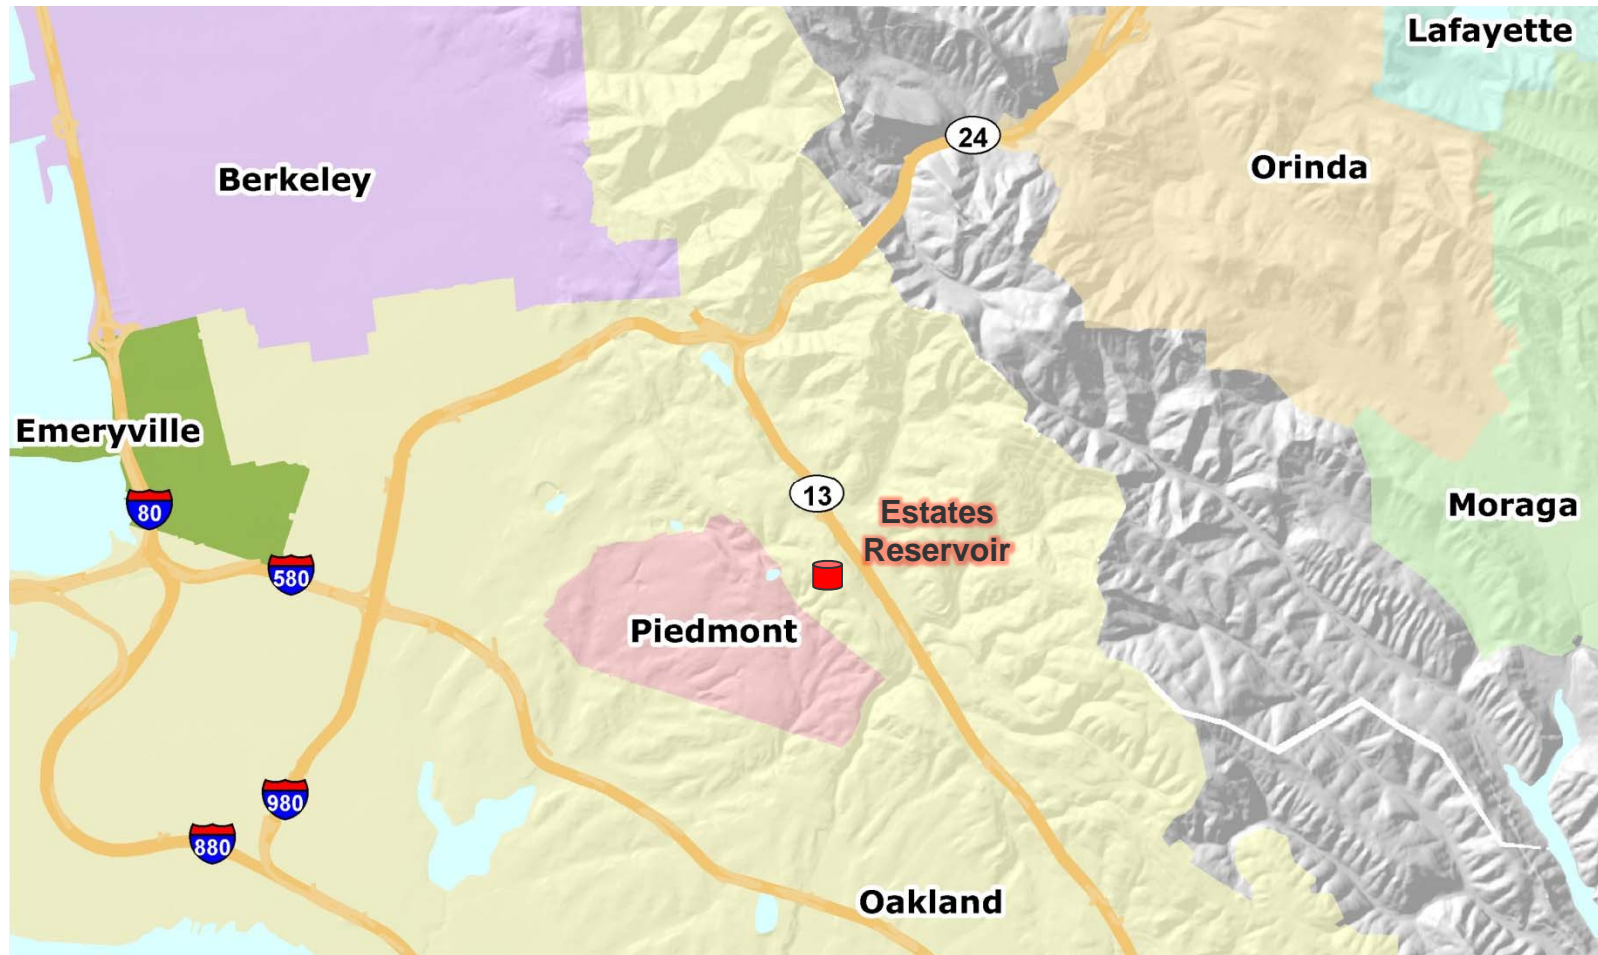 Lafayette
24
Orinda
Berkeley
Emeryville
13
Estates
Reservoir
Moraga
80
580
Piedmont
980
880
Oakland